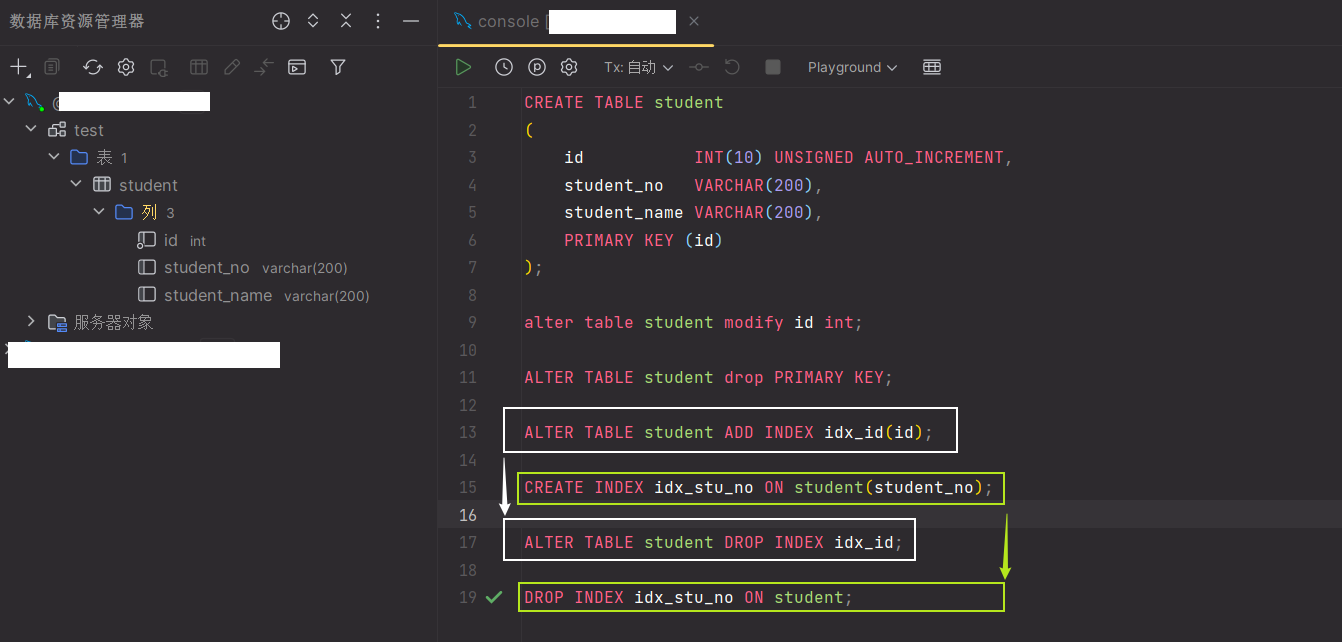 数据库资源管理器
console
Tx: 自动
Playground
@
test
表 1
student
列 3
id int
student_no varchar(200)
student_name varchar(200)
服务器对象
1 CREATE TABLE student
2 (
3 id INT(10) UNSIGNED AUTO_INCREMENT,
4 student_no VARCHAR(200),
5 student_name VARCHAR(200),
6 PRIMARY KEY (id)
7 );
8
9 alter table student modify id int;
10
11 ALTER TABLE student drop PRIMARY KEY;
12
13 ALTER TABLE student ADD INDEX idx_id(id);
14
15 CREATE INDEX idx_stu_no ON student(student_no);
16
17 ALTER TABLE student DROP INDEX idx_id;
18
19 DROP INDEX idx_stu_no ON student;